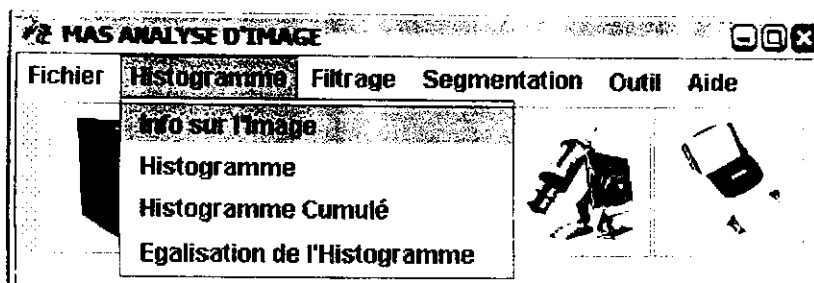 MAS ANALYSE D'IMAGE
Fichier Histogramme Filtrage Segmentation Outil Aide
Info sur l'Image
Histogramme
Histogramme Cumulé
Egalisation de l'Histogramme